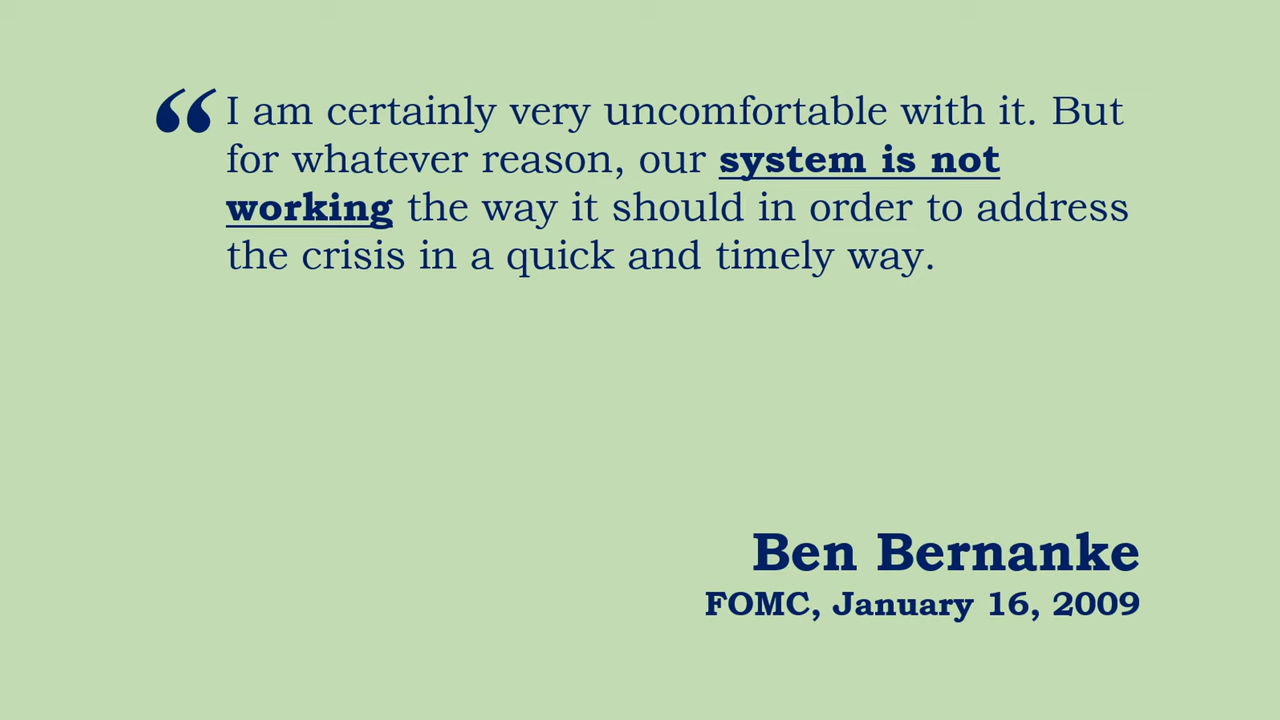 “I am certainly very uncomfortable with it. But
for whatever reason, our system is not
working the way it should in order to address
the crisis in a quick and timely way.
Ben Bernanke
FOMC, January 16, 2009